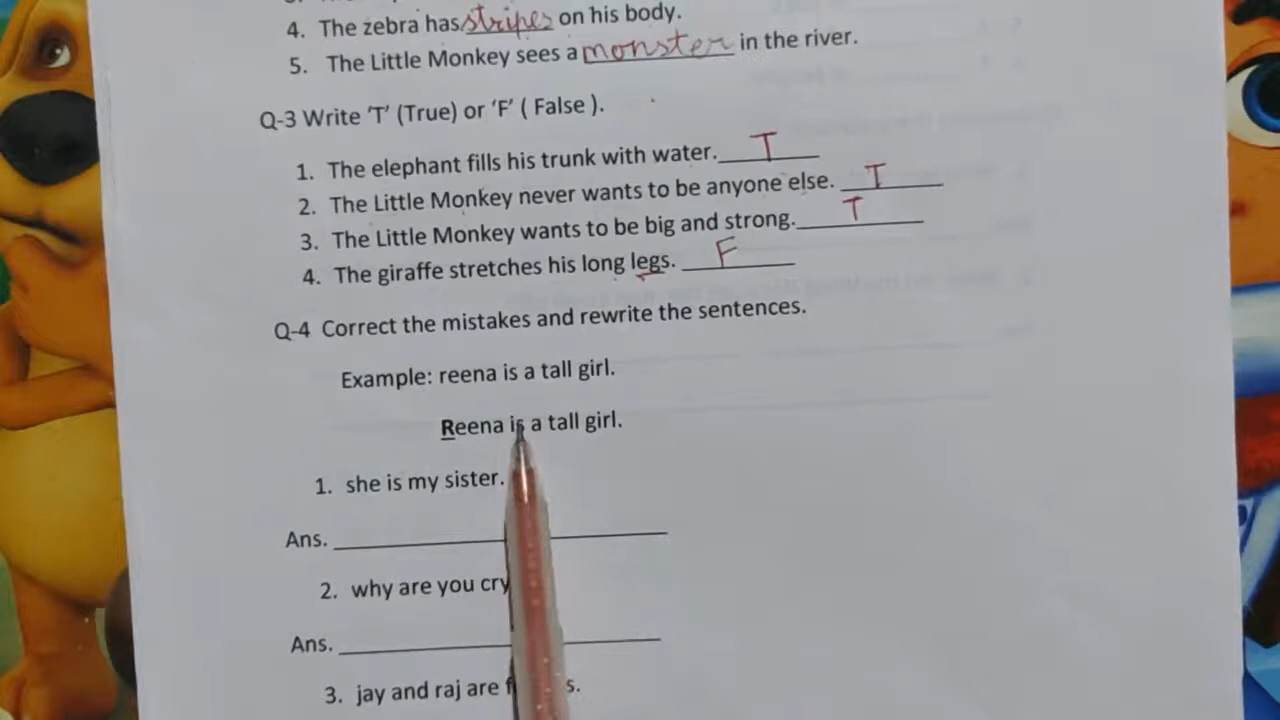 4. The zebra has stripes on his body.
5. The Little Monkey sees a monster in the river.
Q-3 Write 'T' (True) or 'F' ( False ).
1. The elephant fills his trunk with water. T
2. The Little Monkey never wants to be anyone else. T
3. The Little Monkey wants to be big and strong. T
4. The giraffe stretches his long legs. F
Q-4 Correct the mistakes and rewrite the sentences.
Example: reena is a tall girl.
Reena is a tall girl.
1. she is my sister.
Ans.
2. why are you
Ans.
3. jay and raj are